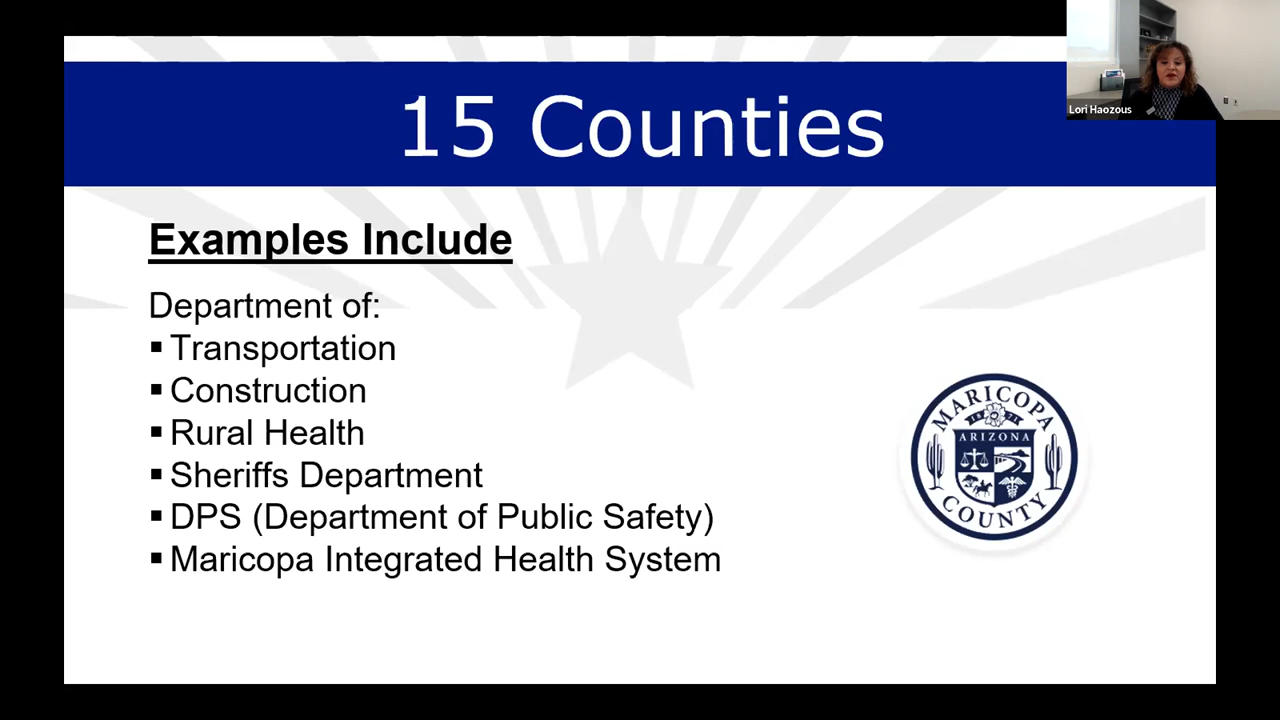 15 Counties
Lori Haozous
Examples Include
Department of:
▪ Transportation
▪ Construction
▪ Rural Health
▪ Sheriffs Department
▪ DPS (Department of Public Safety)
▪ Maricopa Integrated Health System
MARICOPA
1871
ARIZONA
COUNTY